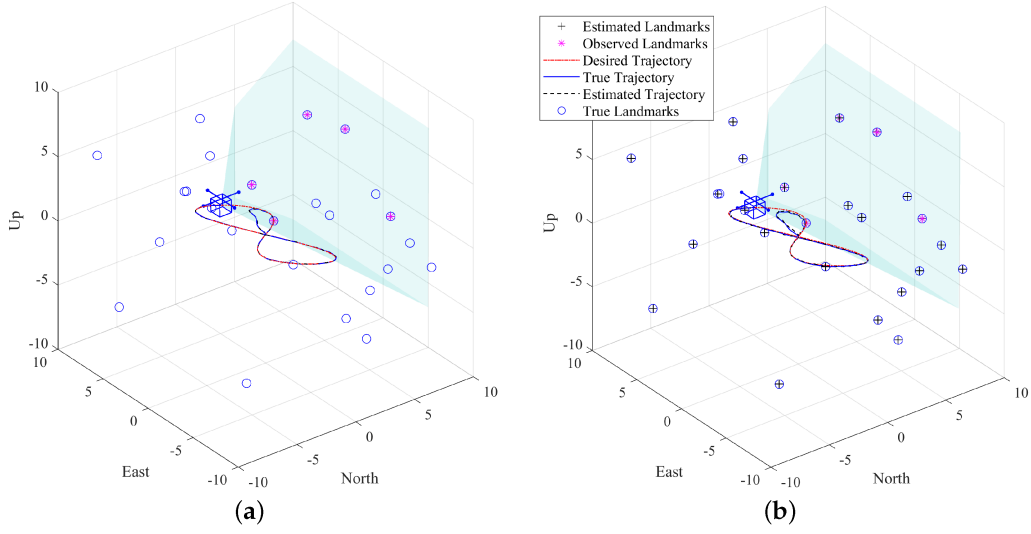 Estimated Landmarks
Observed Landmarks
Desired Trajectory
True Trajectory
Estimated Trajectory
True Landmarks
10
5
0
-5
-10
Up
10
5
0
-5
-10
East
-10
-5
0
5
10
North
(a)
10
5
0
-5
-10
Up
10
5
0
-5
-10
East
-10
-5
0
5
10
North
(b)